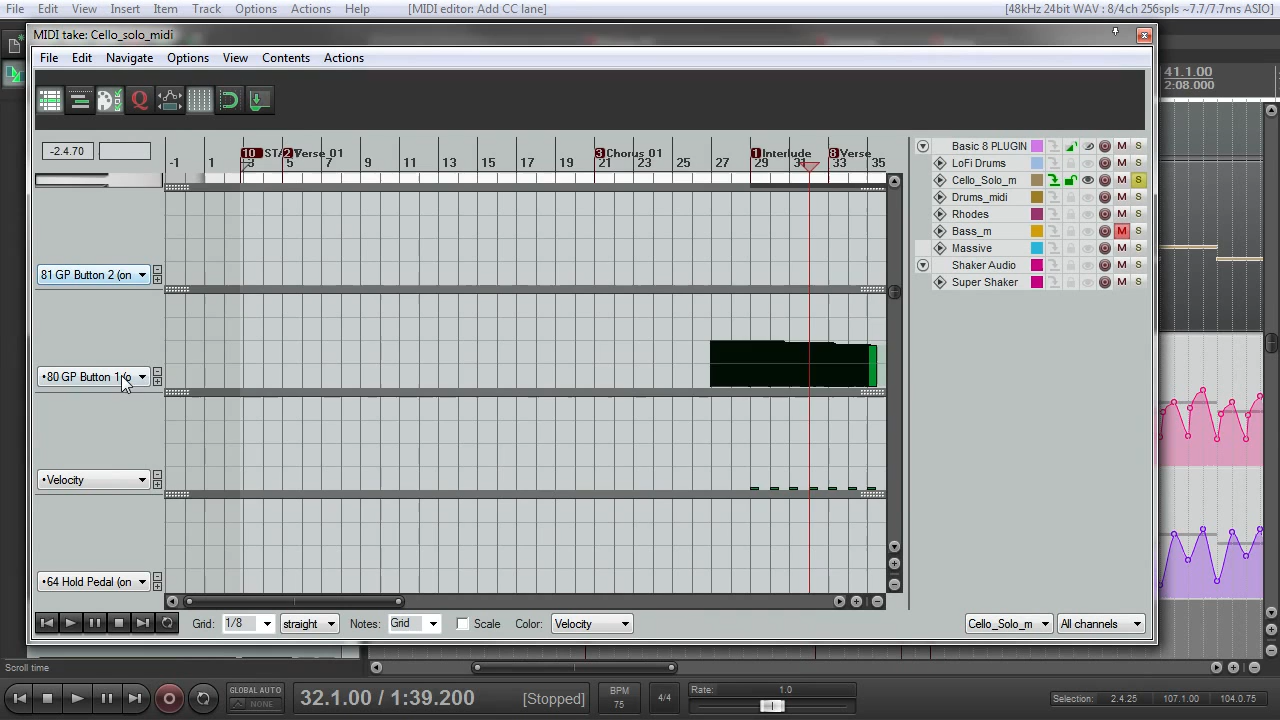 File Edit View Insert Item Track Options Actions Help [MIDI editor: Add CC lane] [48kHz 24bit WAV : 8/4ch 256spls ~7.7/7.7ms ASIO]
MIDI take: Cello_solo_midi
File Edit Navigate Options View Contents Actions
41.1.00
2:08.000
-2.4.70
10 2 Verse_01 3 Chorus 01 1 Interlude 8 Verse
-1 1 3 5 7 9 11 13 15 17 19 21 23 25 27 29 31 33 35
Basic 8 PLUGIN M S
LoFi Drums M S
Cello_Solo_m M S
Drums_midi M S
Rhodes M S
Bass_m M S
Massive M S
Shaker Audio M S
Super Shaker M S
81 GP Button 2 (on
•80 GP Button 1
•Velocity
•64 Hold Pedal (on
Grid: 1/8 straight Notes: Grid Scale Color: Velocity Cello_Solo_m All channels
Scroll time
GLOBAL AUTO
NONE
32.1.00 / 1:39.200 [Stopped]
BPM
75
4/4
Rate: 1.0
Selection: 2.4.25 107.1.00 104.0.75